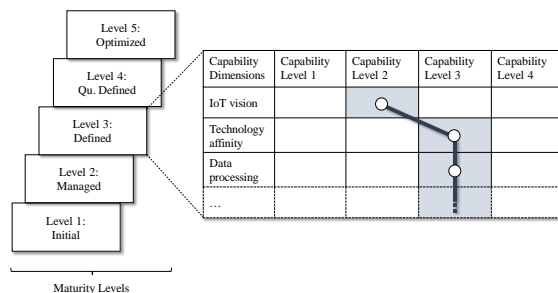 Level 5:
Optimized
Level 4:
Qu. Defined
Level 3:
Defined
Level 2:
Managed
Level 1:
Initial
Maturity Levels
Capability Dimensions
Capability Level 1
Capability Level 2
Capability Level 3
Capability Level 4
IoT vision
Technology affinity
Data processing
…